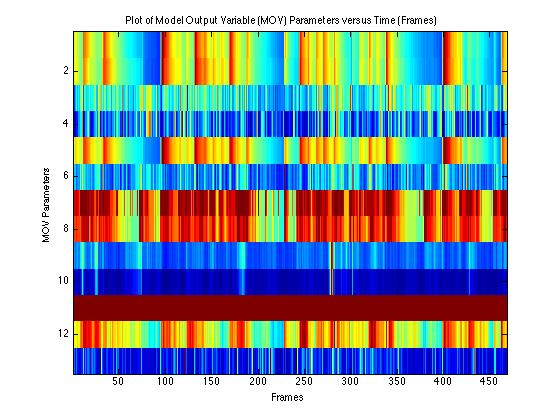 Plot of Model Output Variable (MOV) Parameters versus Time (Frames)
MOV Parameters
2
4
6
8
10
12
50 100 150 200 250 300 350 400 450
Frames